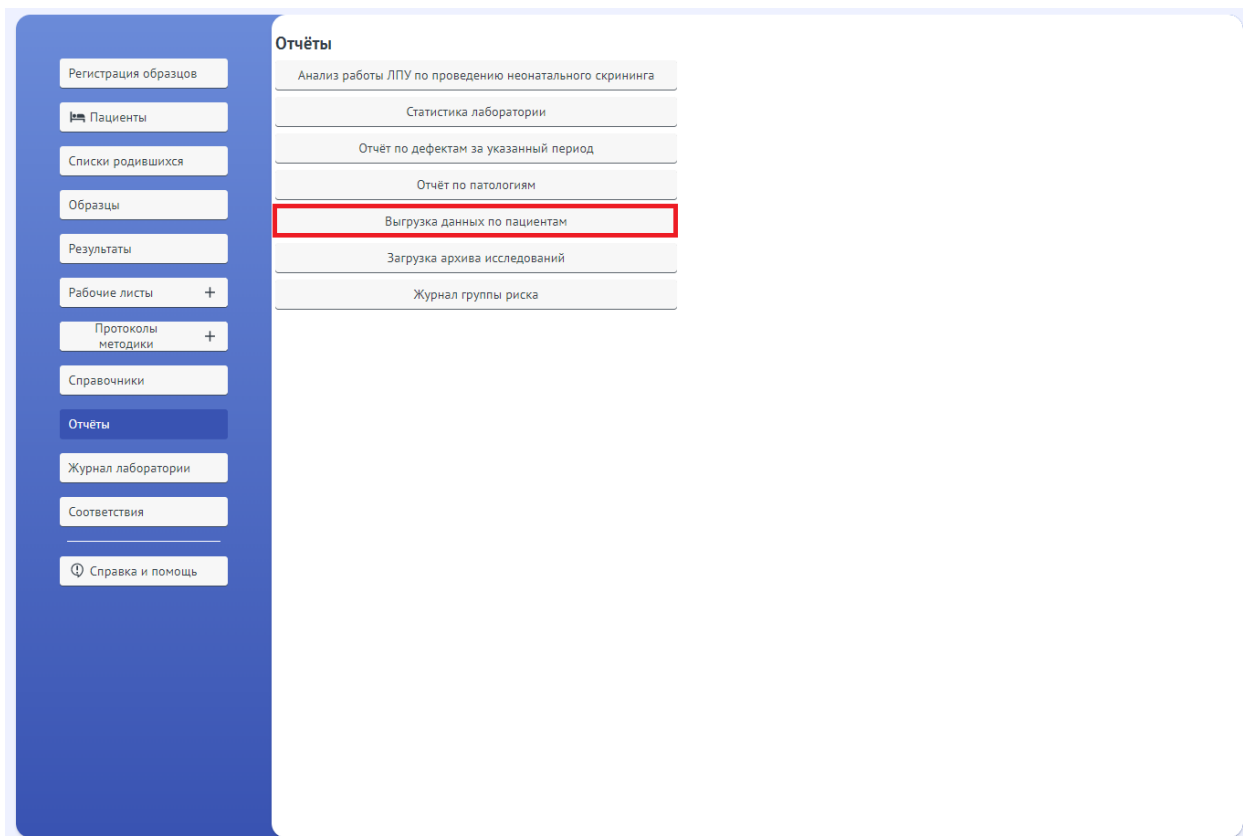 Регистрация образцов
Пациенты
Списки родившихся
Образцы
Результаты
Рабочие листы +
Протоколы
методики +
Справочники
Отчёты
Журнал лаборатории
Соответствия
Справка и помощь
Отчёты
Анализ работы ЛПУ по проведению неонатального скрининга
Статистика лаборатории
Отчёт по дефектам за указанный период
Отчёт по патологиям
Выгрузка данных по пациентам
Загрузка архива исследований
Журнал группы риска